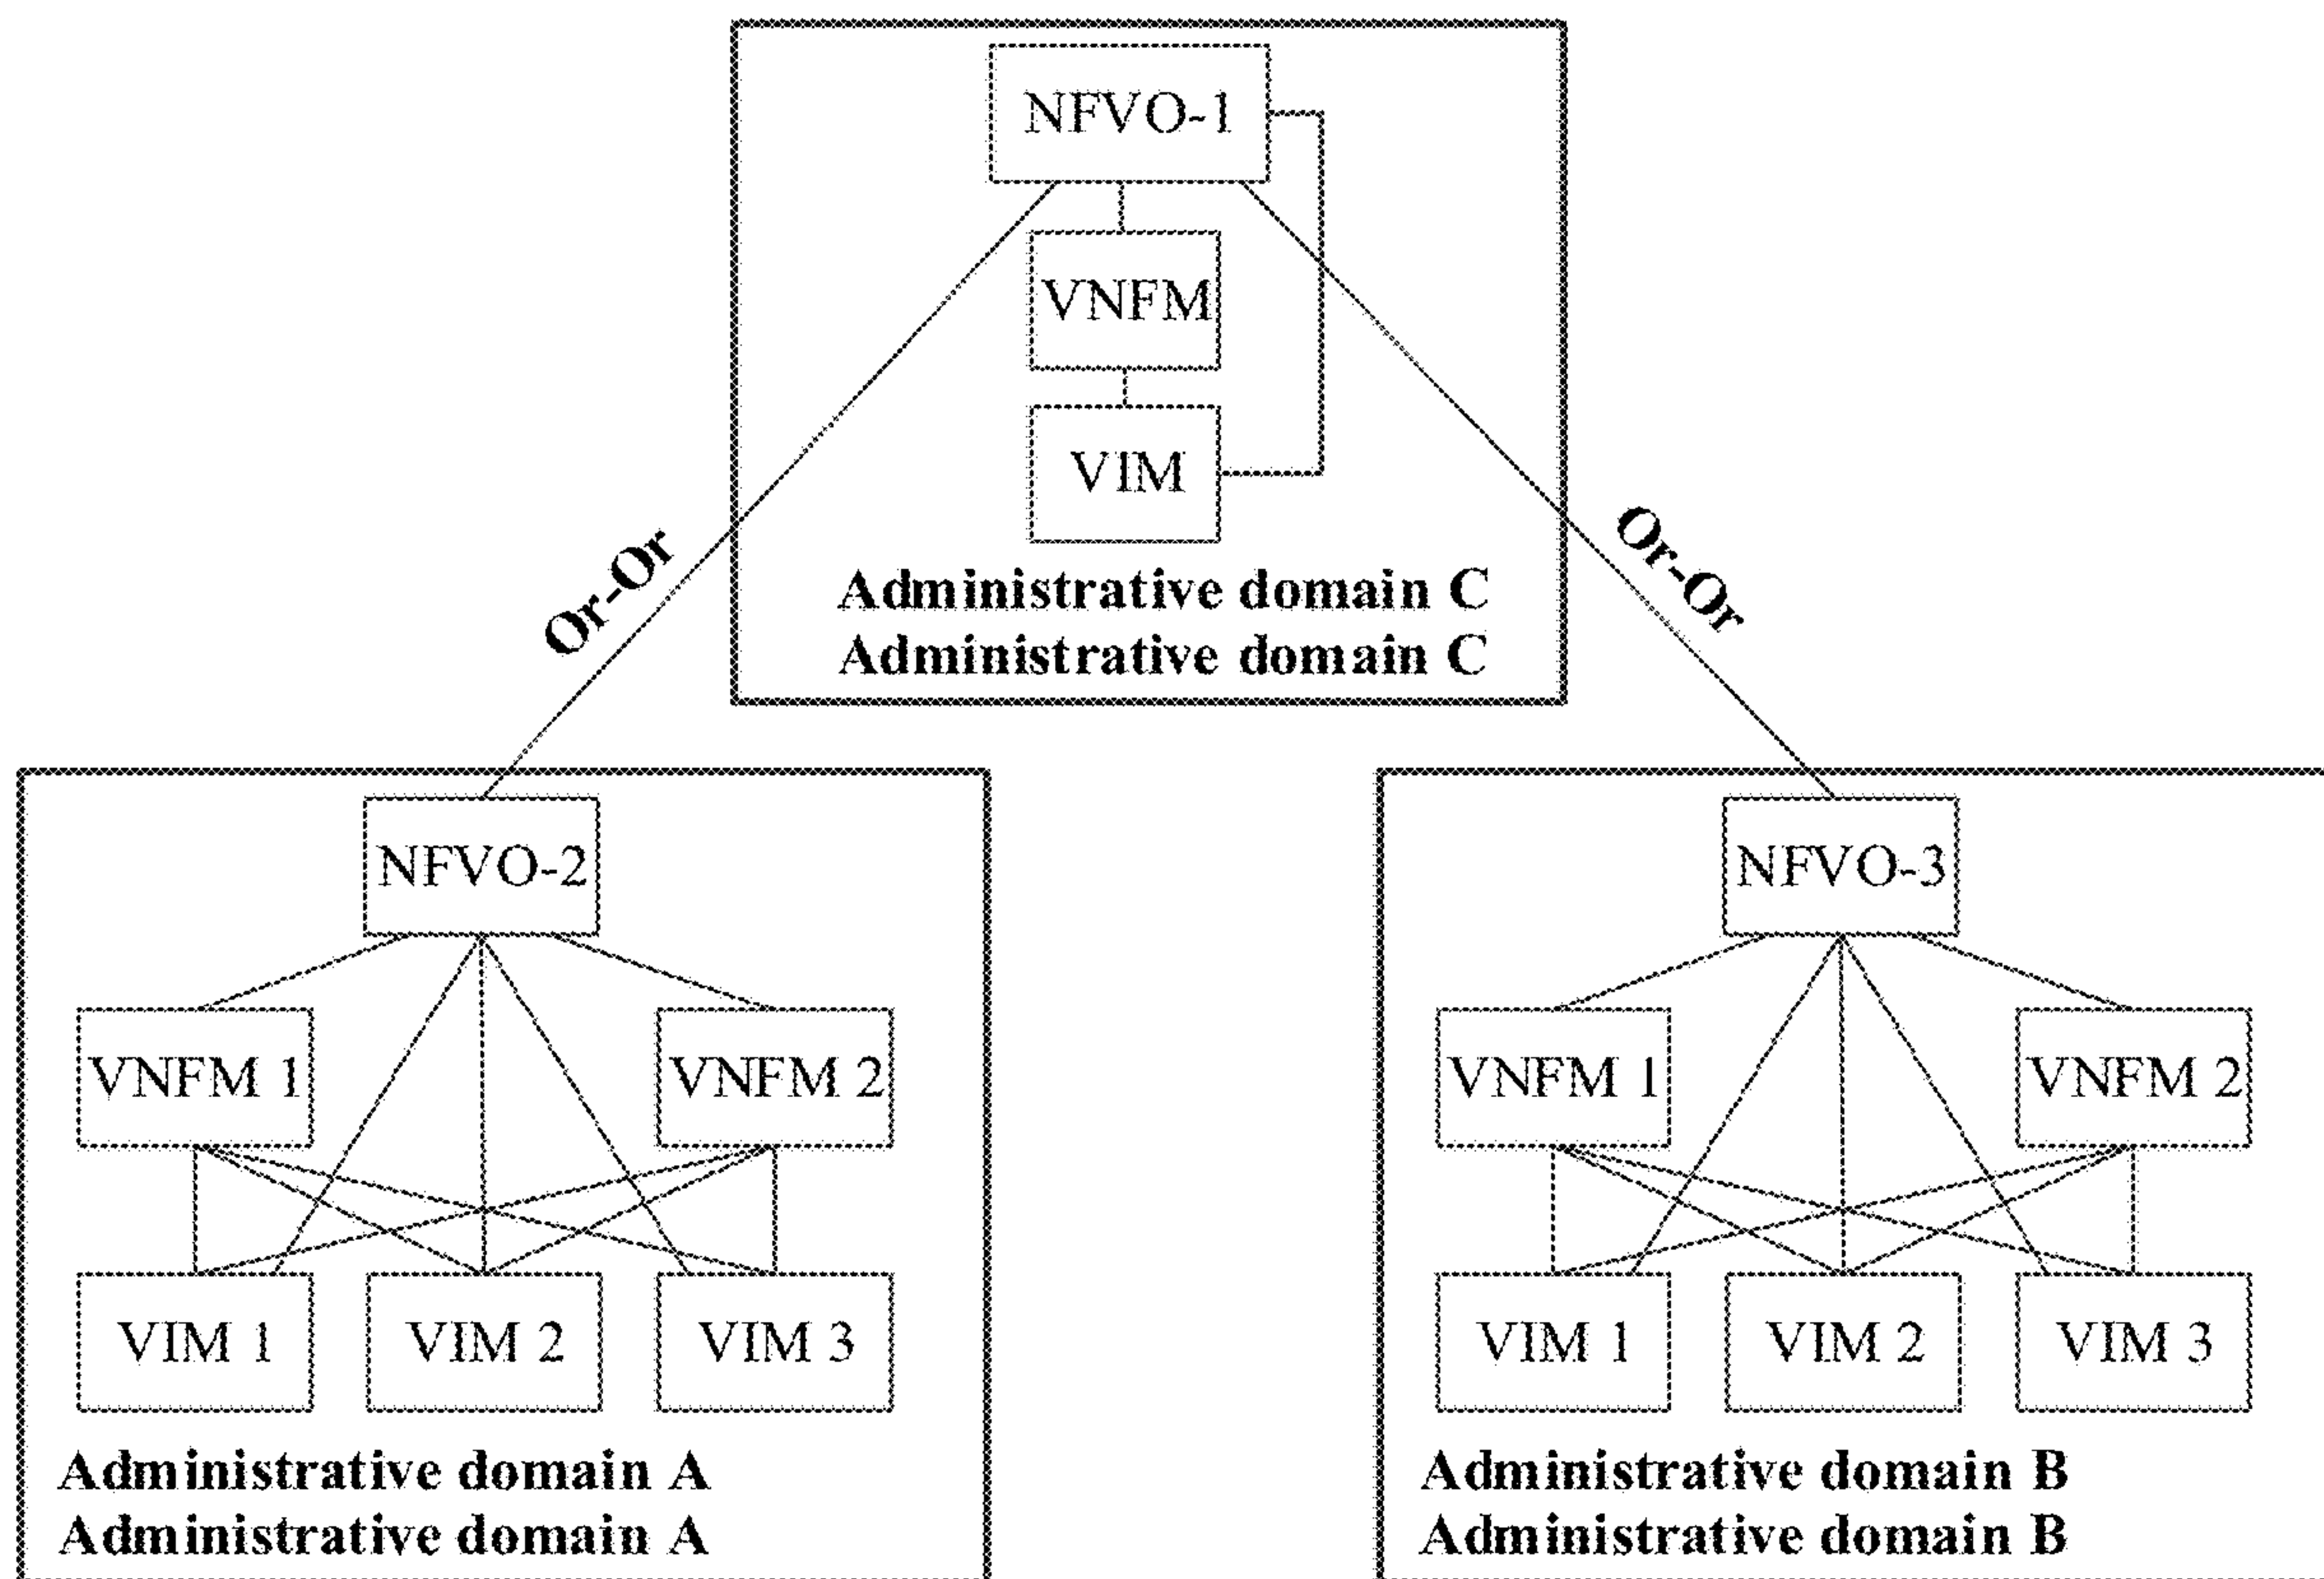 NFVO-1
VNFM
VIM
Or-Or
Or-Or
Administrative domain C
Administrative domain C
NFVO-2
VNFM 1
VNFM 2
VIM 1
VIM 2
VIM 3
Administrative domain A
Administrative domain A
NFVO-3
VNFM 1
VNFM 2
VIM 1
VIM 2
VIM 3
Administrative domain B
Administrative domain B